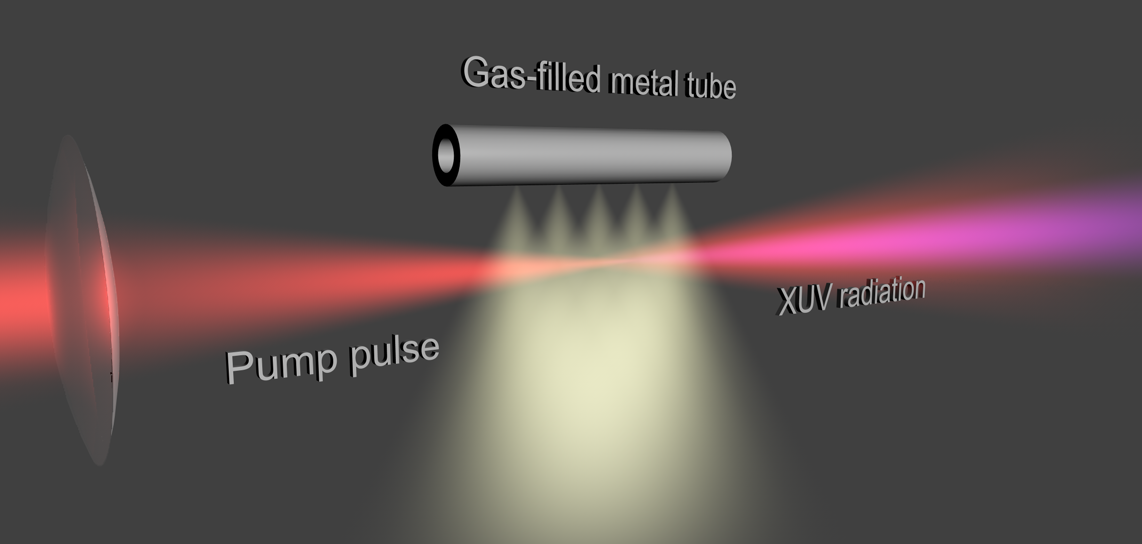 Gas-filled metal tube
Pump pulse
XUV radiation